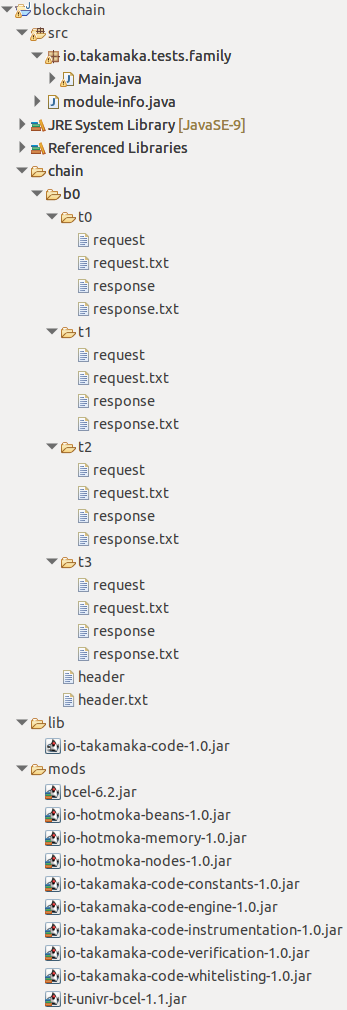 blockchain
src
io.takamaka.tests.family
Main.java
module-info.java
JRE System Library [JavaSE-9]
Referenced Libraries
chain
b0
t0
request
request.txt
response
response.txt
t1
request
request.txt
response
response.txt
t2
request
request.txt
response
response.txt
t3
request
request.txt
response
response.txt
header
header.txt
lib
io-takamaka-code-1.0.jar
mods
bcel-6.2.jar
io-hotmoka-beans-1.0.jar
io-hotmoka-memory-1.0.jar
io-hotmoka-nodes-1.0.jar
io-takamaka-code-constants-1.0.jar
io-takamaka-code-engine-1.0.jar
io-takamaka-code-instrumentation-1.0.jar
io-takamaka-code-verification-1.0.jar
io-takamaka-code-whitelisting-1.0.jar
it-univr-bcel-1.1.jar